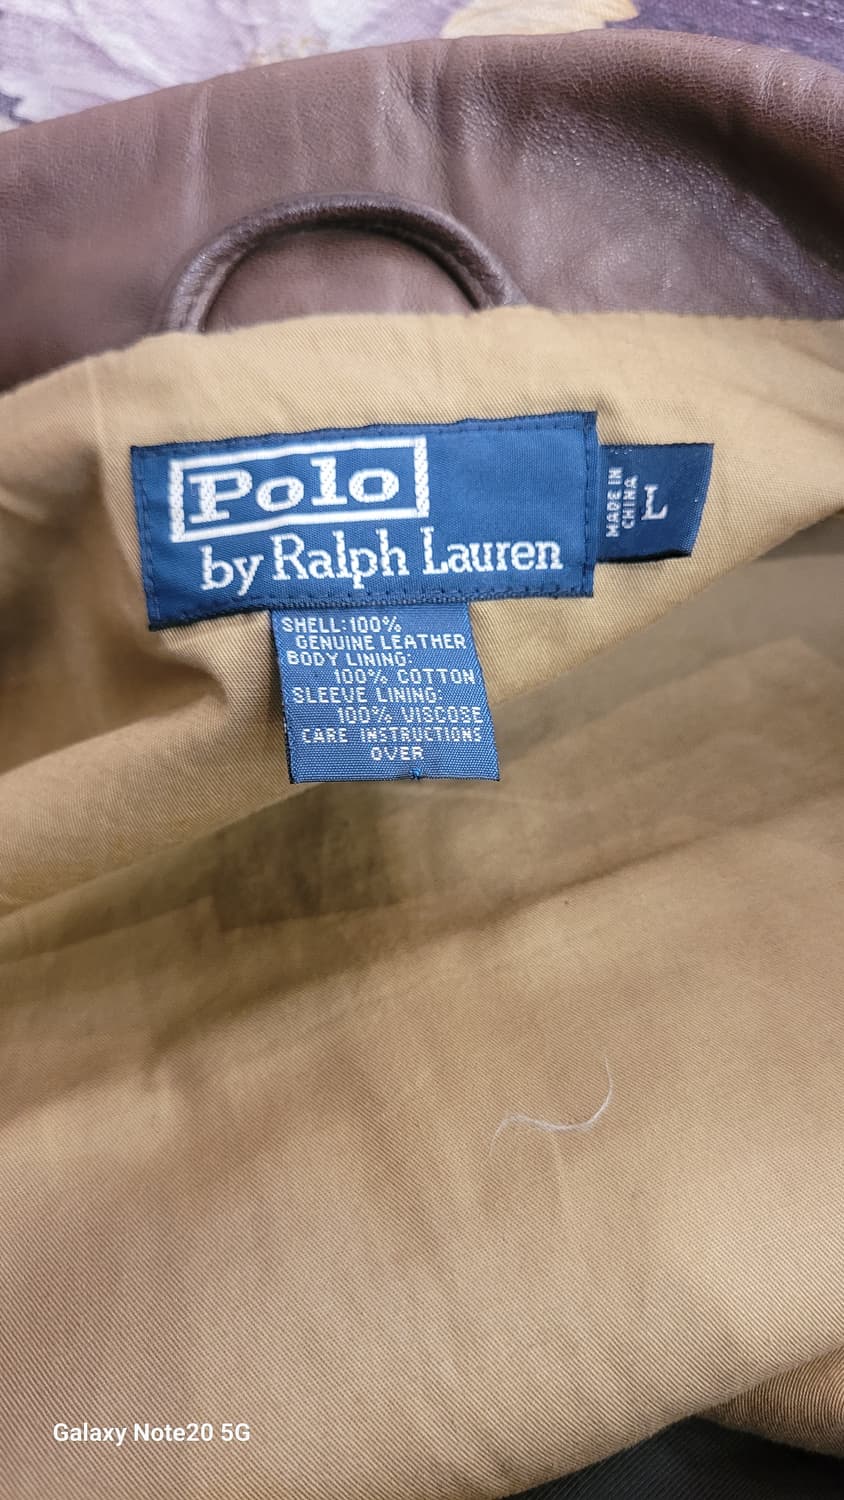 Polo
by Ralph Lauren
MADE IN
CHINA
L
SHELL:100%
GENUINE LEATHER
BODY LINING:
100% COTTON
SLEEVE LINING:
100% VISCOSE
CARE INSTRUCTIONS
OVER
Galaxy Note20 5G